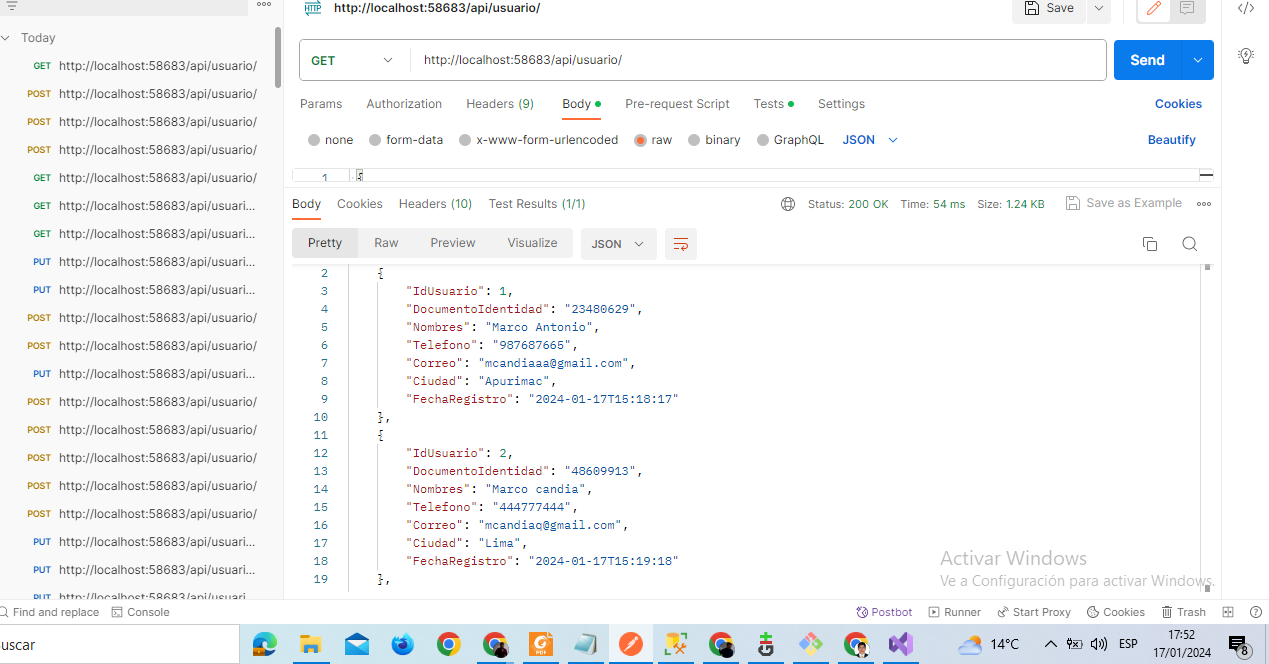 HTTP http://localhost:58683/api/usuario/ Save
Today
GET http://localhost:58683/api/usuario/
POST http://localhost:58683/api/usuario/
POST http://localhost:58683/api/usuario/
POST http://localhost:58683/api/usuario/
GET http://localhost:58683/api/usuario/
GET http://localhost:58683/api/usuari...
GET http://localhost:58683/api/usuari...
PUT http://localhost:58683/api/usuari...
PUT http://localhost:58683/api/usuari...
POST http://localhost:58683/api/usuario/
POST http://localhost:58683/api/usuario/
PUT http://localhost:58683/api/usuari...
POST http://localhost:58683/api/usuario/
POST http://localhost:58683/api/usuario/
POST http://localhost:58683/api/usuario/
POST http://localhost:58683/api/usuario/
POST http://localhost:58683/api/usuario/
PUT http://localhost:58683/api/usuari...
PUT http://localhost:58683/api/usuari...
PUT http://localhost:58683/api/usuari
GET http://localhost:58683/api/usuario/ Send
Params Authorization Headers (9) Body Pre-request Script Tests Settings Cookies
none form-data x-www-form-urlencoded raw binary GraphQL JSON Beautify
1 {
Body Cookies Headers (10) Test Results (1/1) Status: 200 OK Time: 54 ms Size: 1.24 KB Save as Example
Pretty Raw Preview Visualize JSON
2 {
3 "IdUsuario": 1,
4 "DocumentoIdentidad": "23480629",
5 "Nombres": "Marco Antonio",
6 "Telefono": "987687665",
7 "Correo": "mcandiaaa@gmail.com",
8 "Ciudad": "Apurimac",
9 "FechaRegistro": "2024-01-17T15:18:17"
10 },
11 {
12 "IdUsuario": 2,
13 "DocumentoIdentidad": "48609913",
14 "Nombres": "Marco candia",
15 "Telefono": "444777444",
16 "Correo": "mcandiaq@gmail.com",
17 "Ciudad": "Lima",
18 "FechaRegistro": "2024-01-17T15:19:18"
19 },
Activar Windows
Ve a Configuración para activar Windows.
Find and replace Console Postbot Runner Start Proxy Cookies Trash
uscar PDF 14°C ESP 17:52
17/01/2024 8